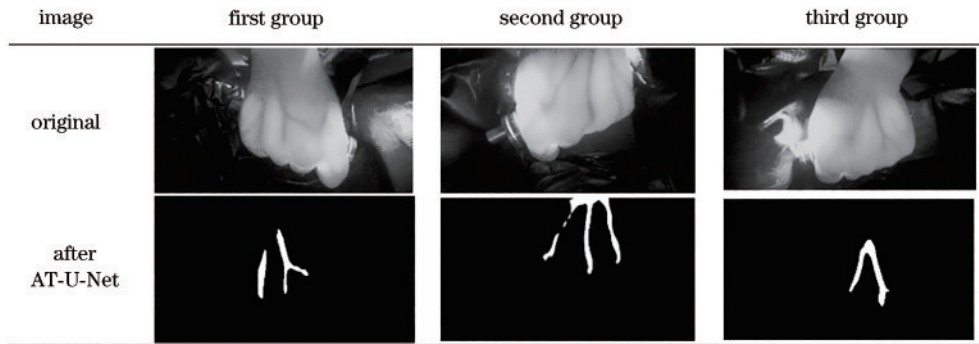 image first group second group third group
original
after
AT-U-Net